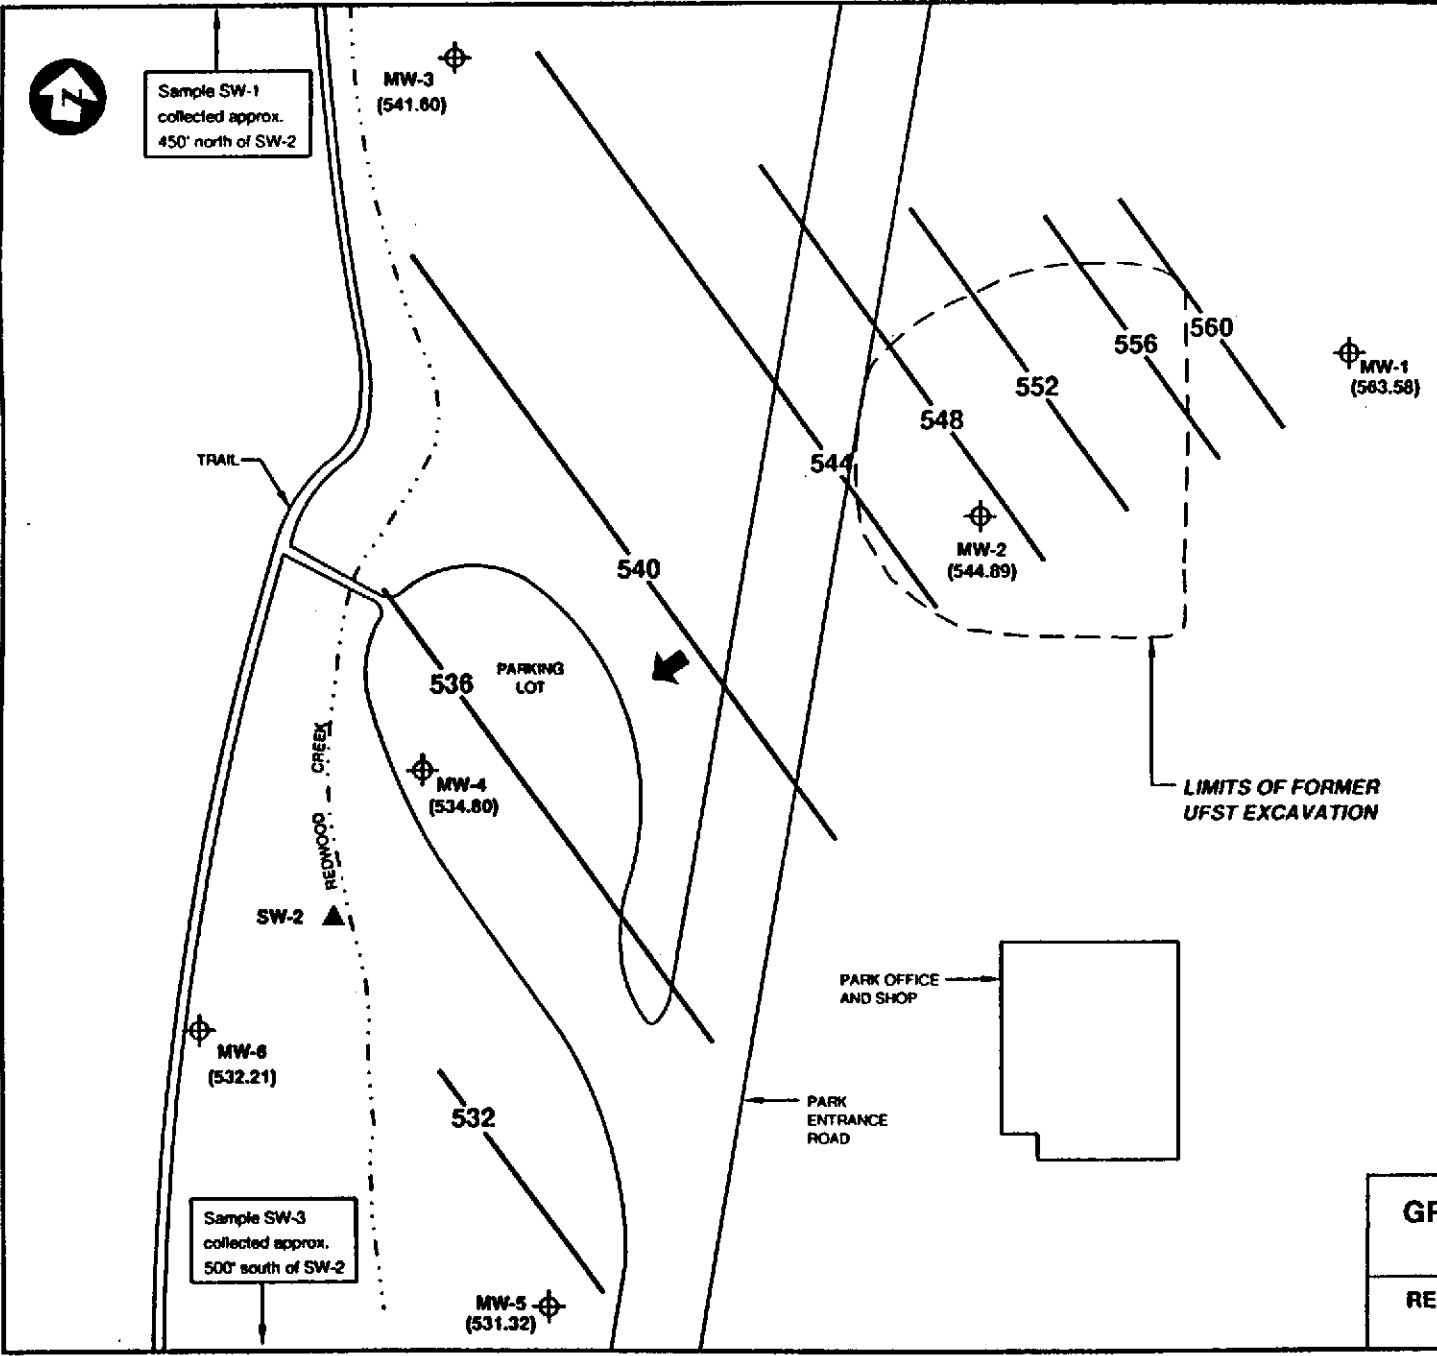 N
Sample SW-1
collected approx.
450' north of SW-2
MW-3
(541.60)
560
556
552
548
544
MW-1
(563.58)
TRAIL
MW-2
(544.89)
540
536
PARKING
LOT
REDWOOD CREEK
MW-4
(534.80)
LIMITS OF FORMER
UFST EXCAVATION
SW-2
PARK OFFICE
AND SHOP
MW-6
(532.21)
532
PARK
ENTRANCE
ROAD
Sample SW-3
collected approx.
500' south of SW-2
MW-5
(531.32)
RE